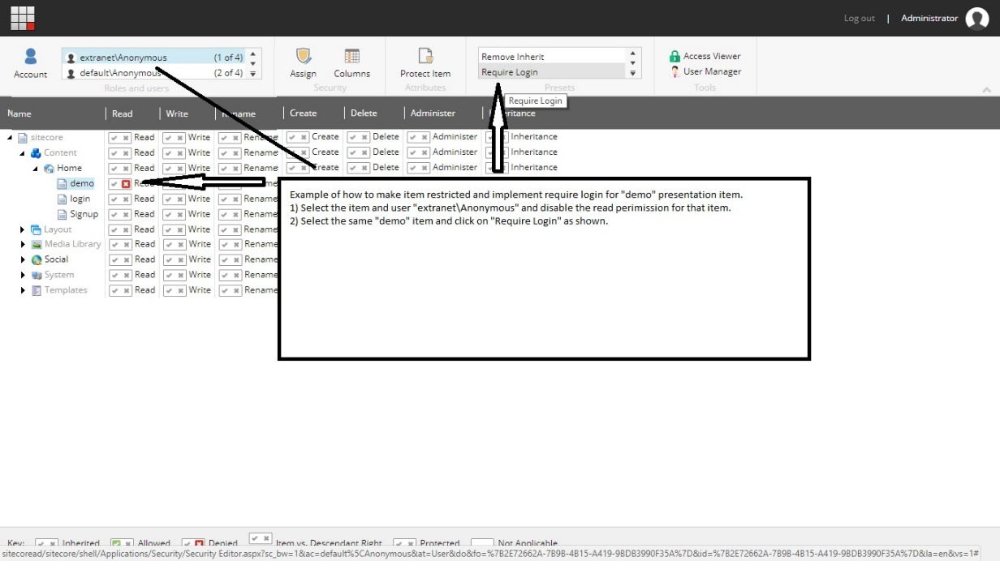 Log out | Administrator
Account
extranet\Anonymous (1 of 4)
default\Anonymous (2 of 4)
Roles and users
Assign
Columns
Security
Protect Item
Attributes
Remove Inherit
Require Login
Presets
Require Login
Access Viewer
User Manager
Tools
Name Read Write Rename Create Delete Administer
sitecore Read Write Rename Create Delete Administer Inheritance
Content Read Write Rename Create Delete Administer Inheritance
Home Read Write Rename Create Delete Administer Inheritance
demo
login Read Write Rename
Signup Read Write Rename
Layout Read Write Rename
Media Library Read Write Rename
Social Read Write Rename
System Read Write Rename
Templates Read Write Rename
Example of how to make item restricted and implement require login for "demo" presentation item.
1) Select the item and user "extranet\Anonymous" and disable the read perimission for that item.
2) Select the same "demo" item and click on "Require Login" as shown.
Key: Inherited Allowed Denied Item vs. Descendant Right Protected Not Applicable
sitecoread/sitecore/shell/Applications/Security/Security Editor.aspx?sc_bw=1&ac=default%5CAnonymous&at=User&do&fo=%7B2E72662A-7B9B-4B15-A419-9BDB3990F35A%7D&id=%7B2E72662A-7B9B-4B15-A419-9BDB3990F35A%7D&la=en&vs=1#